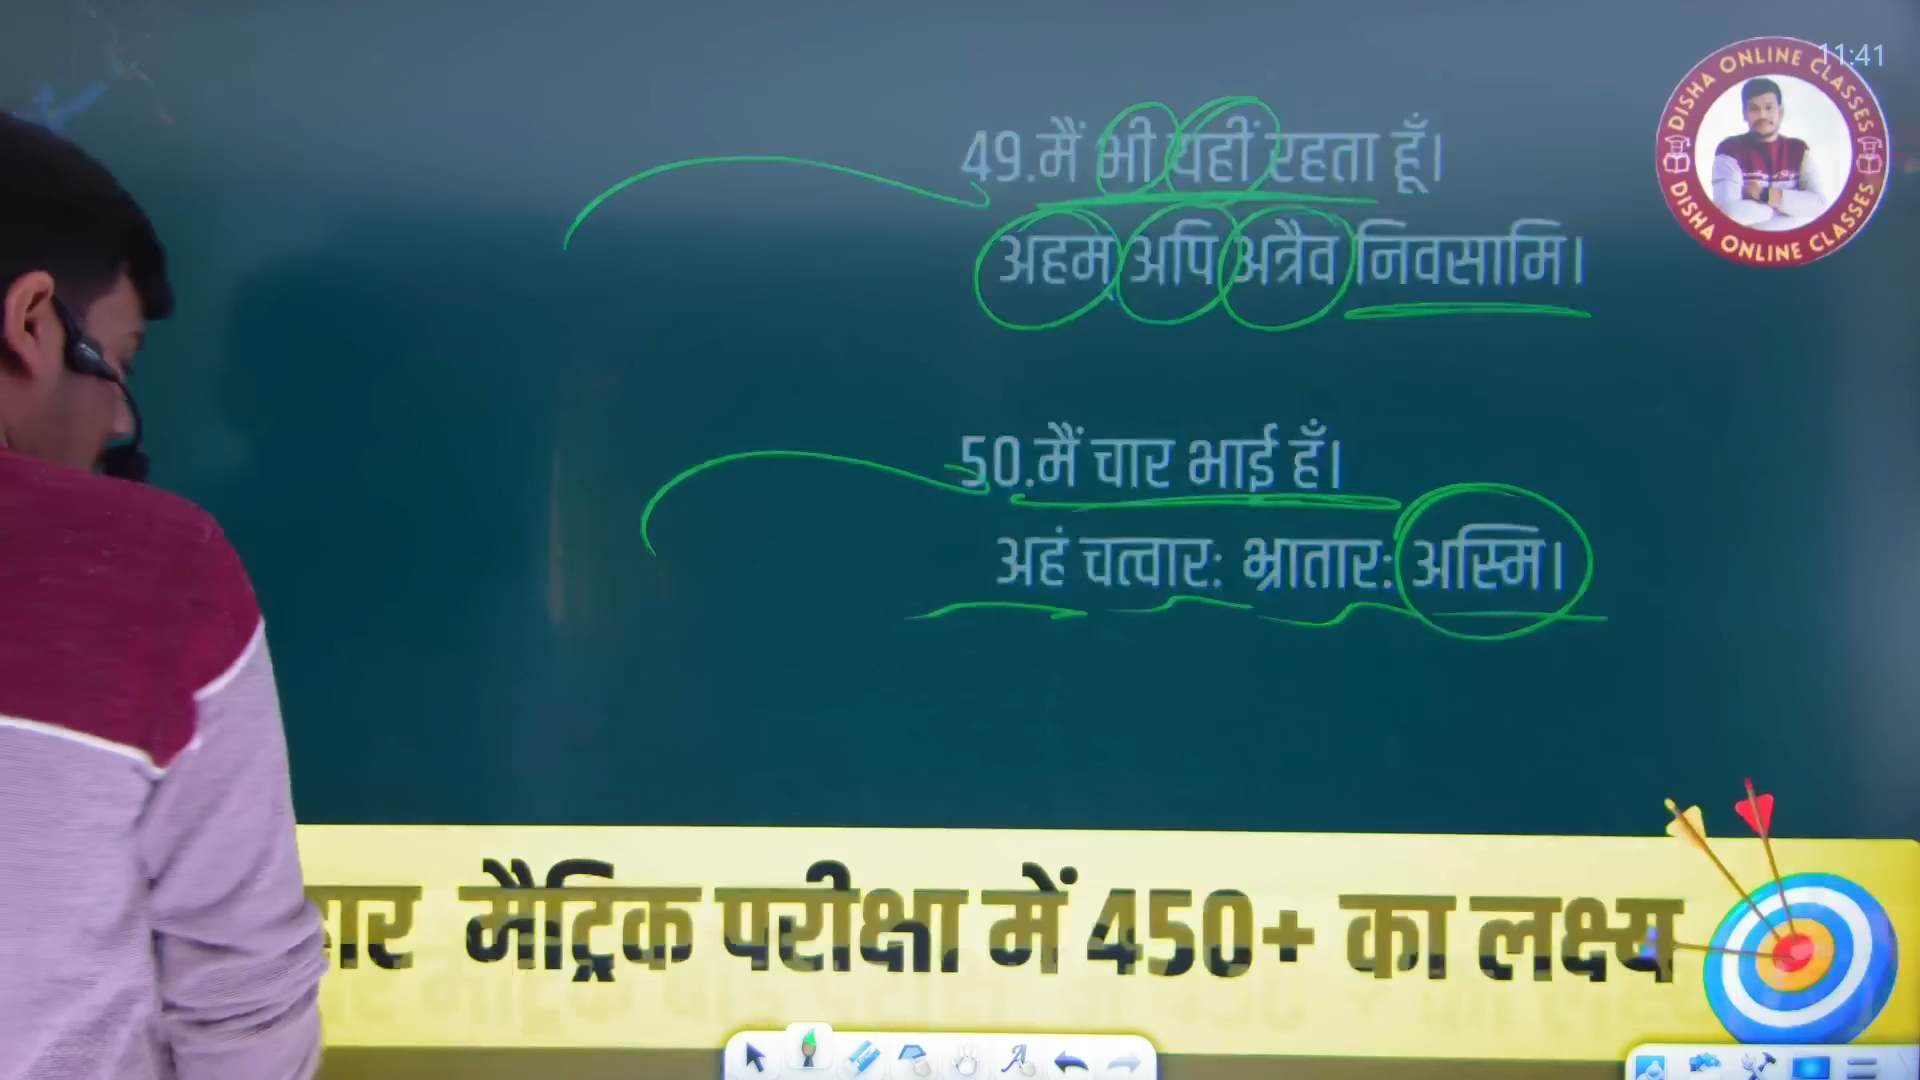 11:41
DISHA ONLINE CLASSES
DISHA ONLINE CLASSES
49.मैं भी यहीं रहता हूँ।
अहम् अपि अत्रैव निवसामि।
50.मैं चार भाई हँ।
अहं चत्वारः भ्रातारः अस्मि।
मैट्रिक परीक्षा में 450+ का लक्ष्य